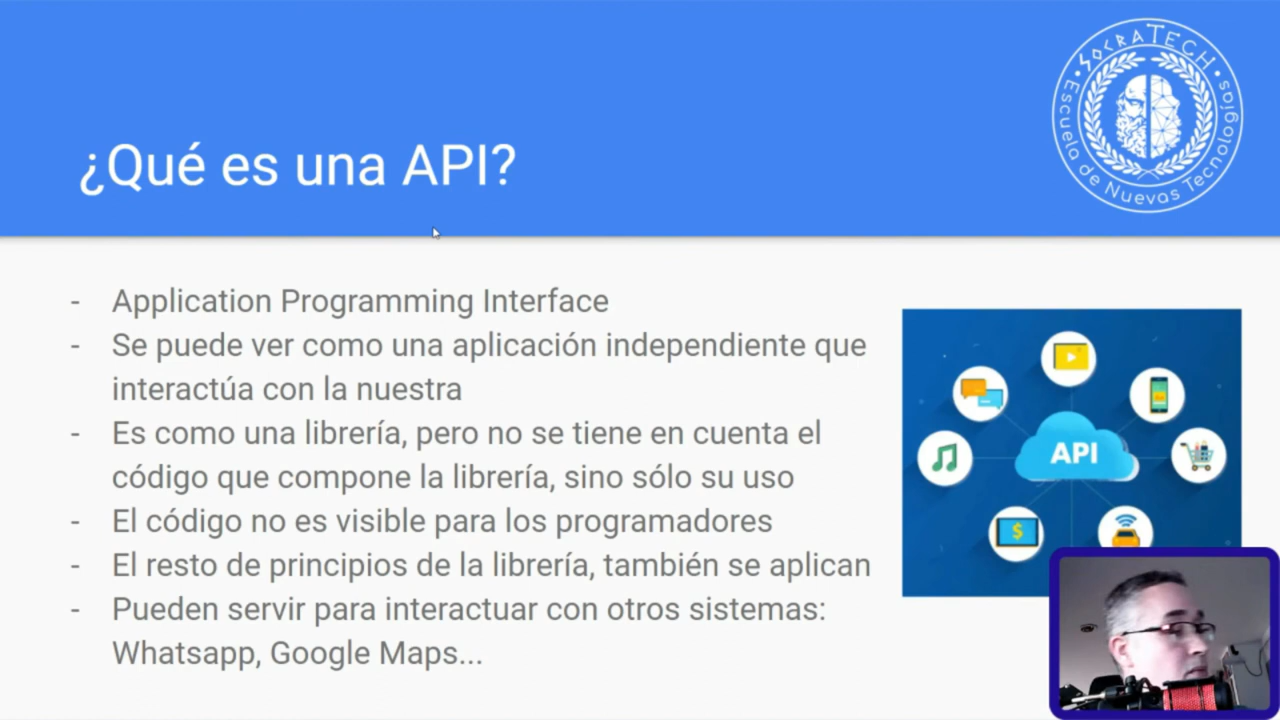 SOCRATECH
Escuela de Nuevas Tecnologías
¿Qué es una API?
- Application Programming Interface
- Se puede ver como una aplicación independiente que
interactúa con la nuestra
- Es como una librería, pero no se tiene en cuenta el
código que compone la librería, sino sólo su uso
- El código no es visible para los programadores
- El resto de principios de la librería, también se aplican
- Pueden servir para interactuar con otros sistemas:
Whatsapp, Google Maps...
API
$